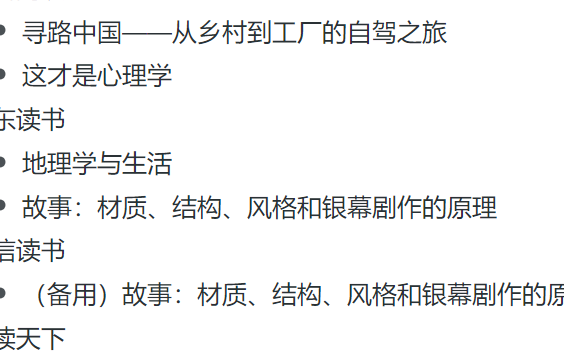 寻路中国——从乡村到工厂的自驾之旅
这才是心理学
东读书
地理学与生活
故事：材质、结构、风格和银幕剧作的原理
信读书
（备用）故事：材质、结构、风格和银幕剧作的原
读天下